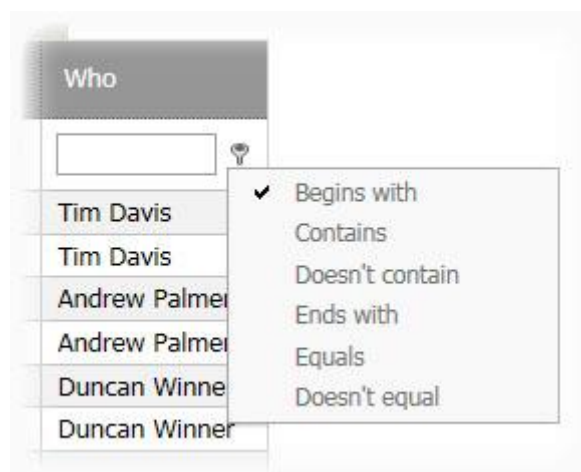 Who
Begins with
Contains
Doesn't contain
Ends with
Equals
Doesn't equal
Tim Davis
Tim Davis
Andrew Palmer
Andrew Palmer
Duncan Winner
Duncan Winner